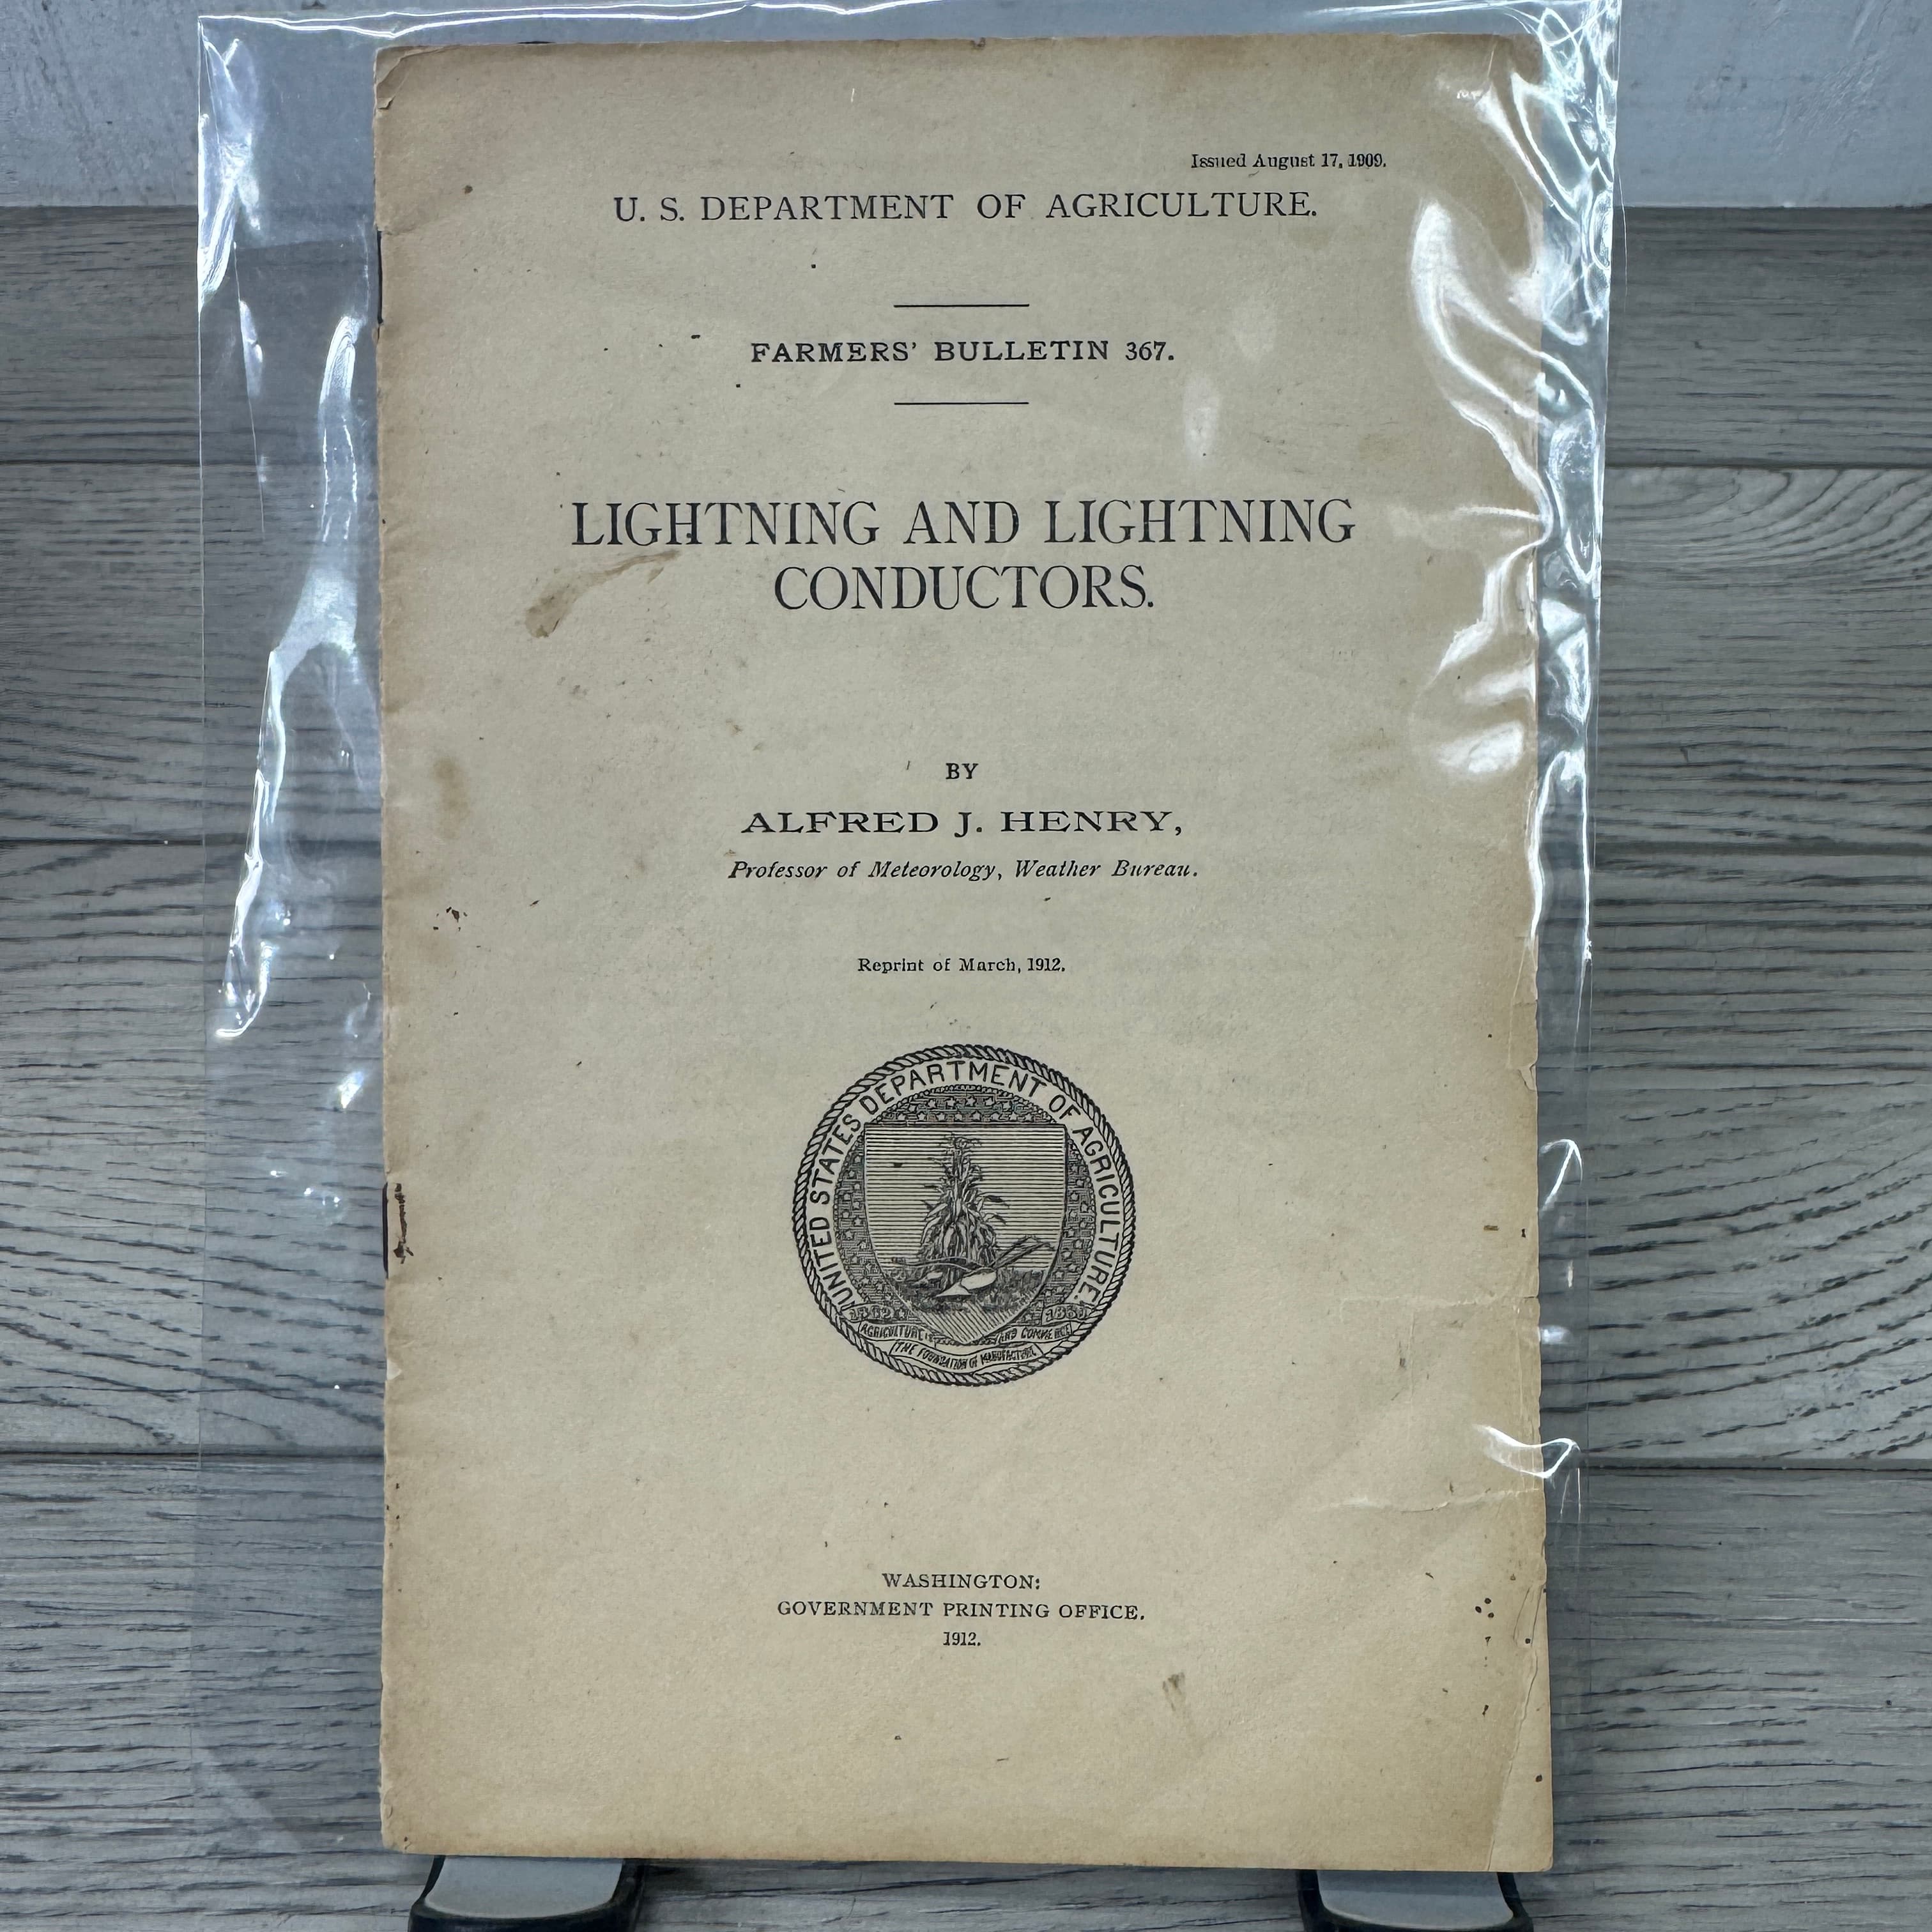 Issued August 17, 1909.
U. S. DEPARTMENT OF AGRICULTURE.
FARMERS' BULLETIN 367.
LIGHTNING AND LIGHTNING
CONDUCTORS.
BY
ALFRED J. HENRY,
Professor of Meteorology, Weather Bureau.
Reprint of March, 1912.
UNITED STATES DEPARTMENT OF AGRICULTURE.
1862
1889
AGRICULTURE IS
THE FOUNDATION OF MANUFACTURE
AND COMMERCE
WASHINGTON:
GOVERNMENT PRINTING OFFICE.
1912.